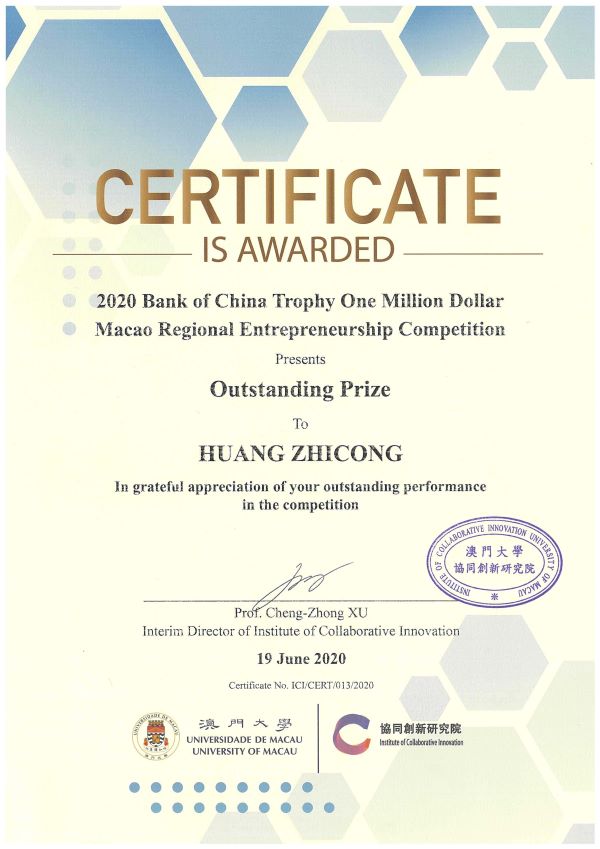 CERTIFICATE
IS AWARDED
2020 Bank of China Trophy One Million Dollar
Macao Regional Entrepreneurship Competition
Presents
Outstanding Prize
To
HUANG ZHICONG
In grateful appreciation of your outstanding performance
in the competition
INSTITUTE OF COLLABORATIVE INNOVATION UNIVERSITY OF MACAU
澳門大學
協同創新研究院
Prof. Cheng-Zhong XU
Interim Director of Institute of Collaborative Innovation
19 June 2020
Certificate No. ICI/CERT/013/2020
UNIVERSIDADE DE MACAU
澳門大學
澳門大學
UNIVERSIDADE DE MACAU
UNIVERSITY OF MACAU
協同創新研究院
Institute of Collaborative Innovation